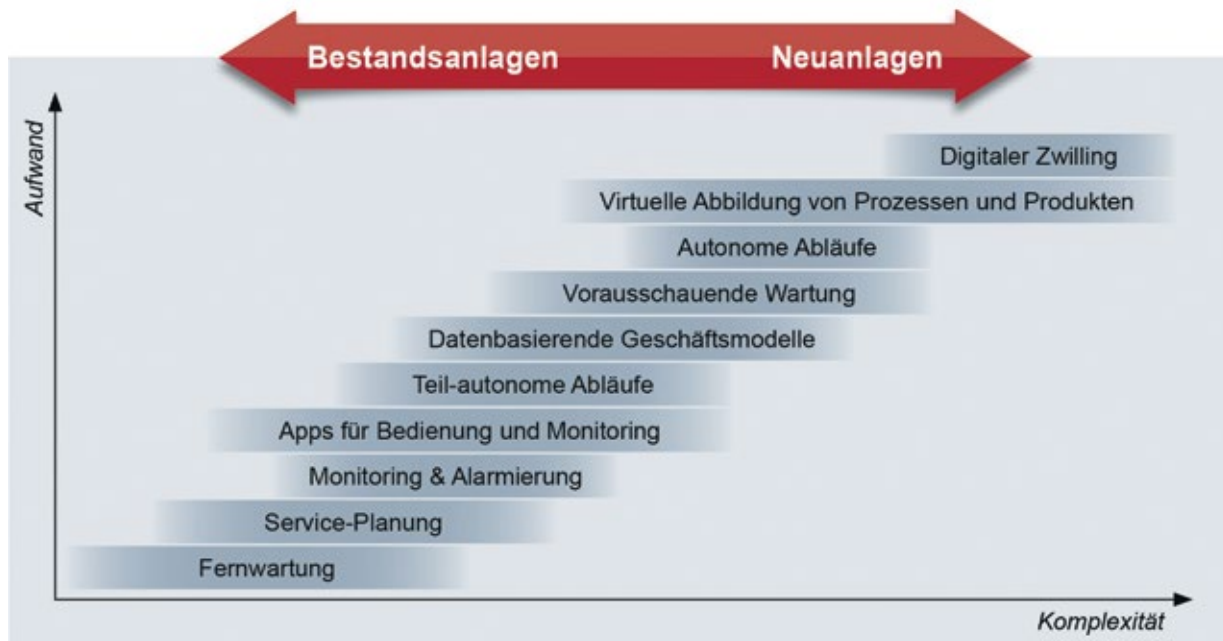 Bestandsanlagen Neuanlagen
Aufwand
Digitaler Zwilling
Virtuelle Abbildung von Prozessen und Produkten
Autonome Abläufe
Vorausschauende Wartung
Datenbasierende Geschäftsmodelle
Teil-autonome Abläufe
Apps für Bedienung und Monitoring
Monitoring & Alarmierung
Service-Planung
Fernwartung
Komplexität